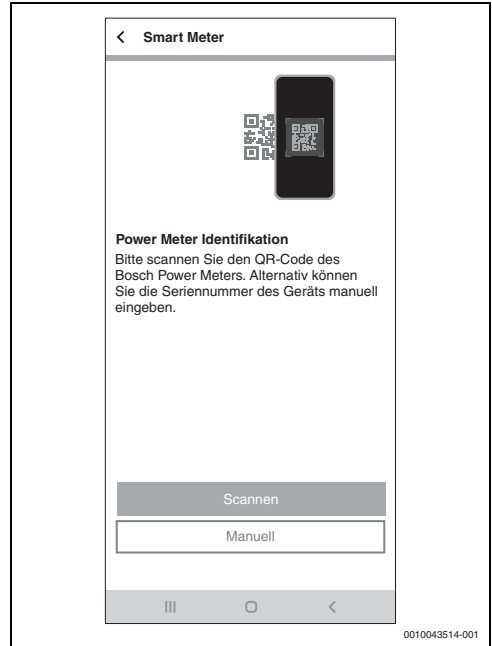 Smart Meter
Power Meter Identifikation
Bitte scannen Sie den QR-Code des
Bosch Power Meters. Alternativ können
Sie die Seriennummer des Geräts manuell
eingeben.
Scannen
Manuell
0010043514-001